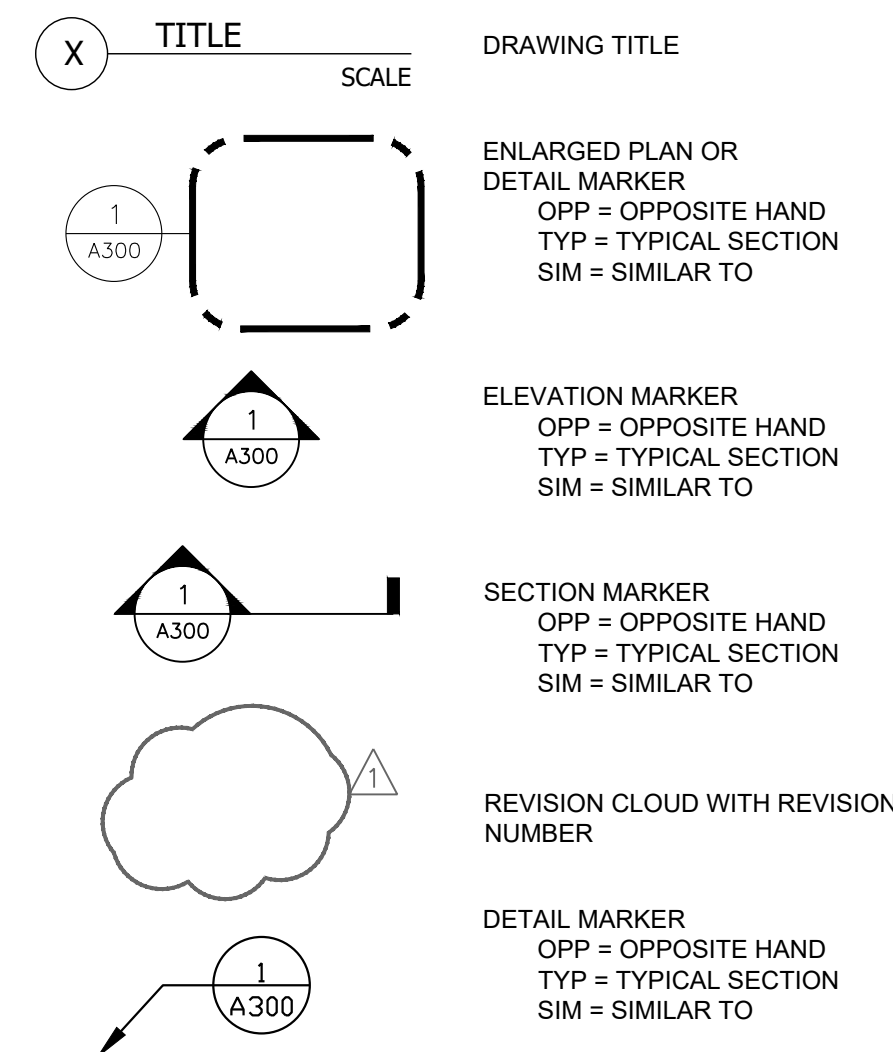 X
TITLE
SCALE
DRAWING TITLE
ENLARGED PLAN OR
DETAIL MARKER
OPP = OPPOSITE HAND
TYP = TYPICAL SECTION
SIM = SIMILAR TO
1
A300
ELEVATION MARKER
OPP = OPPOSITE HAND
TYP = TYPICAL SECTION
SIM = SIMILAR TO
1
A300
SECTION MARKER
OPP = OPPOSITE HAND
TYP = TYPICAL SECTION
SIM = SIMILAR TO
1
A300
1
REVISION CLOUD WITH REVISION
NUMBER
DETAIL MARKER
OPP = OPPOSITE HAND
TYP = TYPICAL SECTION
SIM = SIMILAR TO
1
A300